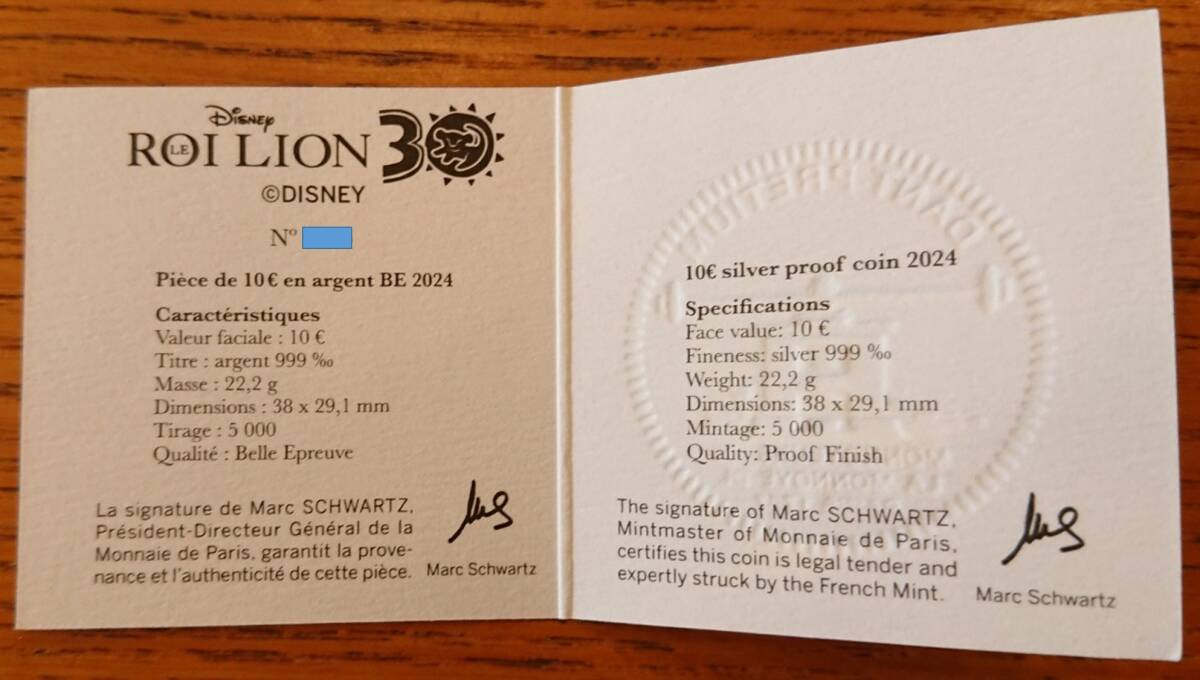 Disney
LE ROI LION 30
©DISNEY
N°
Pièce de 10 € en argent BE 2024
Caractéristiques
Valeur faciale : 10 €
Titre : argent 999 ‰
Masse : 22,2 g
Dimensions : 38 x 29,1 mm
Tirage : 5 000
Qualité : Belle Epreuve
La signature de Marc SCHWARTZ,
Président-Directeur Général de la
Monnaie de Paris, garantit la prove-
nance et l'authenticité de cette pièce.
Marc Schwartz
10€ silver proof coin 2024
Specifications
Face value: 10 €
Fineness: silver 999 ‰
Weight: 22,2 g
Dimensions: 38 x 29,1 mm
Mintage: 5 000
Quality: Proof Finish
The signature of Marc SCHWARTZ,
Mintmaster of Monnaie de Paris,
certifies this coin is legal tender and
expertly struck by the French Mint.
Marc Schwartz